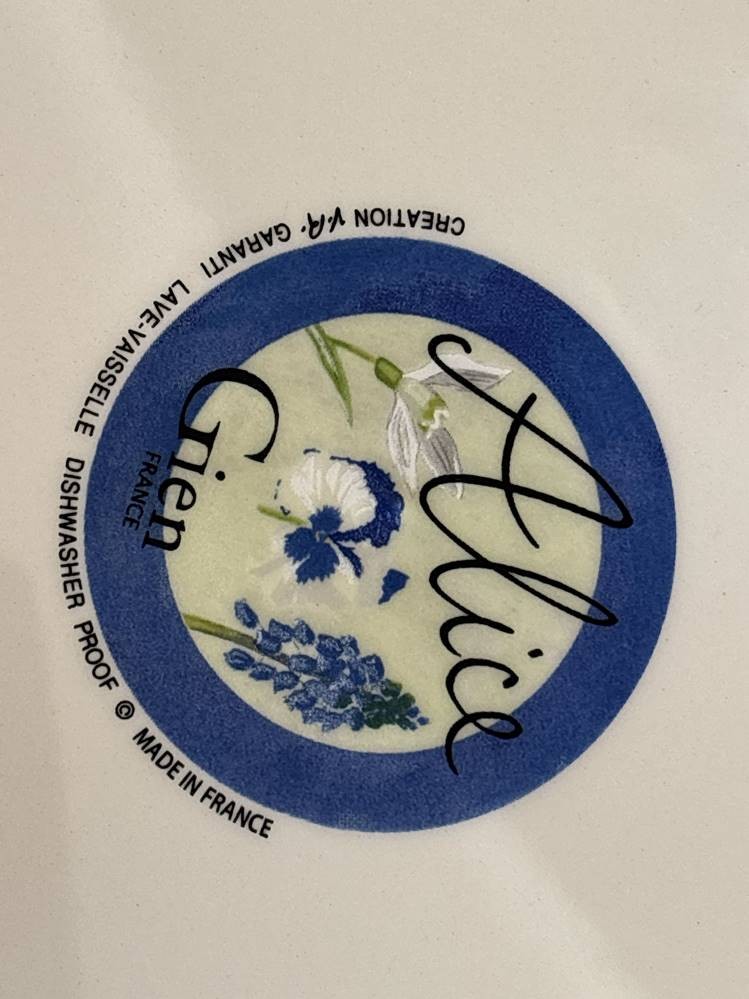 Alice
Gien
FRANCE
CREATION V.R. GARANTI LAVE-VAISSELLE DISHWASHER PROOF © MADE IN FRANCE